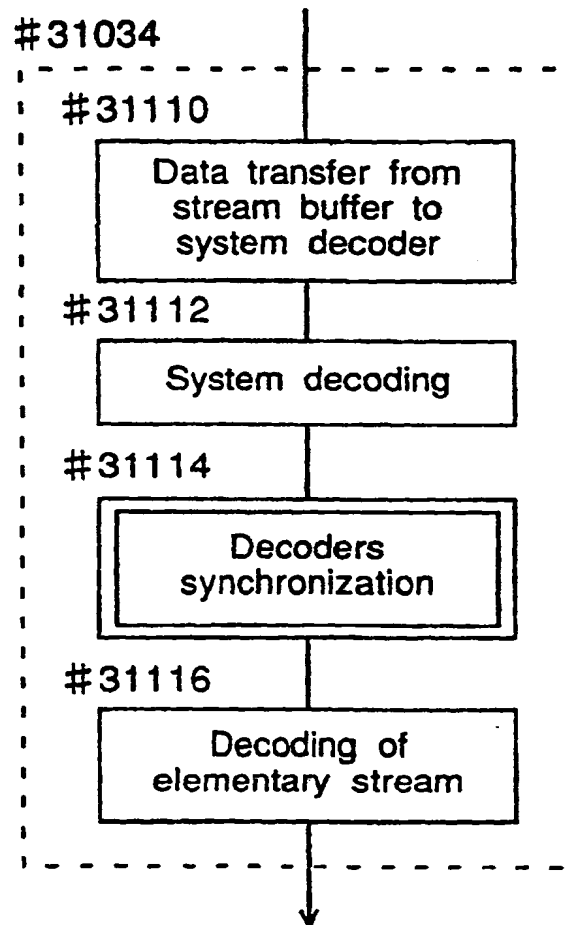 #31034
#31110
Data transfer from
stream buffer to
system decoder
#31112
System decoding
#31114
Decoders
synchronization
#31116
Decoding of
elementary stream